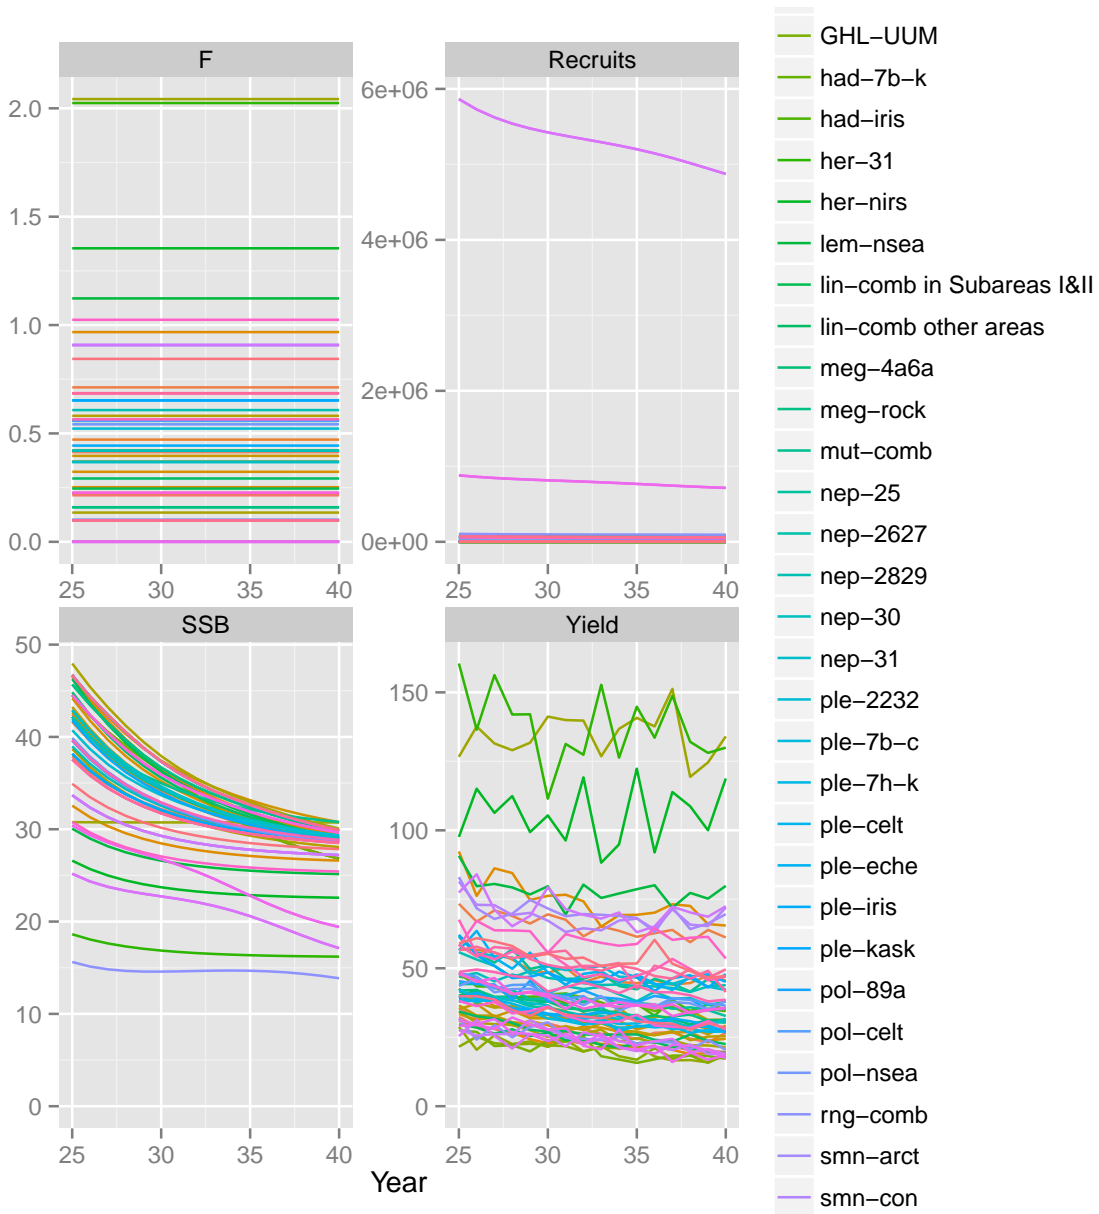 F
Recruits
2.0
1.5
1.0
0.5
0.0
25
30
35
40
6e+06
4e+06
2e+06
0e+00
25
30
35
40
SSB
Yield
50
40
30
20
10
0
25
30
35
40
150
100
50
0
25
30
35
40
Year
GHL−UUM
had−7b−k
had−iris
her−31
her−nirs
lem−nsea
lin−comb in Subareas I&II
lin−comb other areas
meg−4a6a
meg−rock
mut−comb
nep−25
nep−2627
nep−2829
nep−30
nep−31
ple−2232
ple−7b−c
ple−7h−k
ple−celt
ple−eche
ple−iris
ple−kask
pol−89a
pol−celt
pol−nsea
rng−comb
smn−arct
smn−con